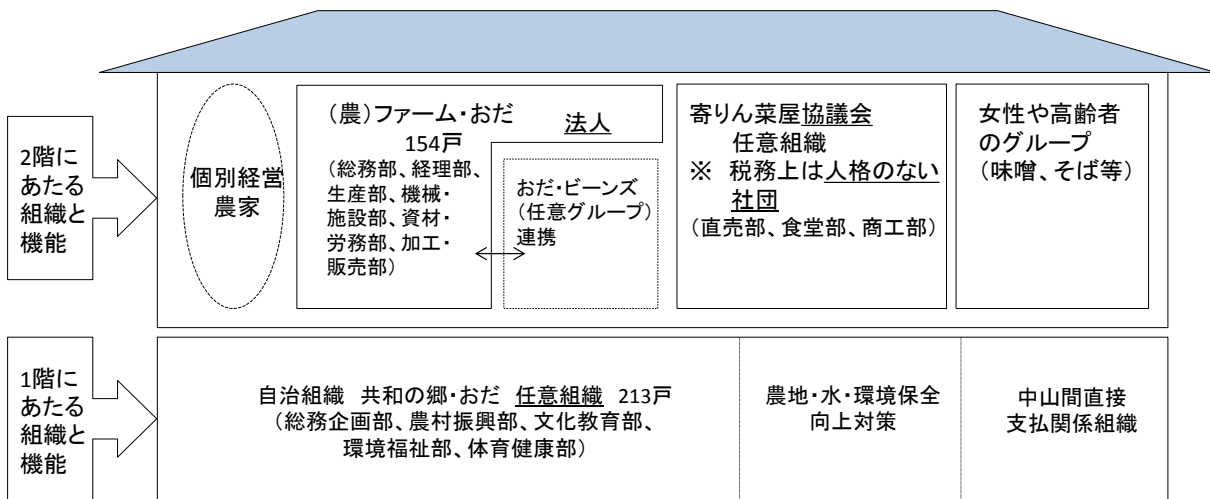 2階に
あたる
組織と
機能
個別経営
農家
（農）ファーム・おだ
154戸
（総務部、経理部、
生産部、機械・
施設部、資材・
労務部、加工・
販売部）
法人
おだ・ビーンズ
（任意グループ）
連携
寄りん菜屋協議会
任意組織
※ 税務上は人格のない
社団
（直売部、食堂部、商工部）
女性や高齢者
のグループ
（味噌、そば等）
1階に
あたる
組織と
機能
自治組織 共和の郷・おだ 任意組織 213戸
（総務企画部、農村振興部、文化教育部、
環境福祉部、体育健康部）
農地・水・環境保全
向上対策
中山間直接
支払関係組織